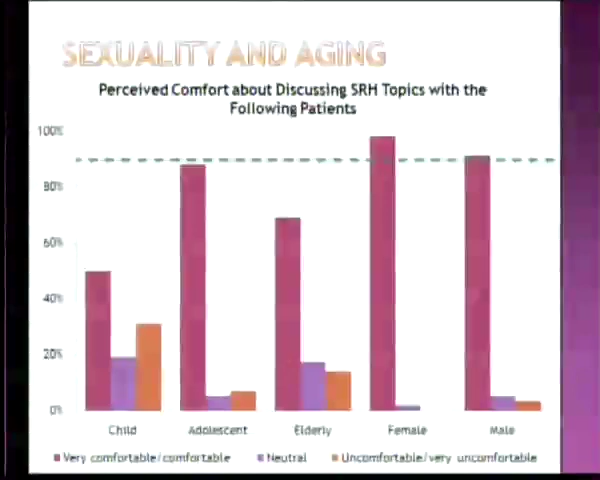 SEXUALITY AND AGING
Perceived Comfort about Discussing SRH Topics with the
Following Patients
100%
80%
60%
40%
20%
0%
Child Adolescent Elderly Female Male
Very comfortable/comfortable Neutral Uncomfortable/very uncomfortable